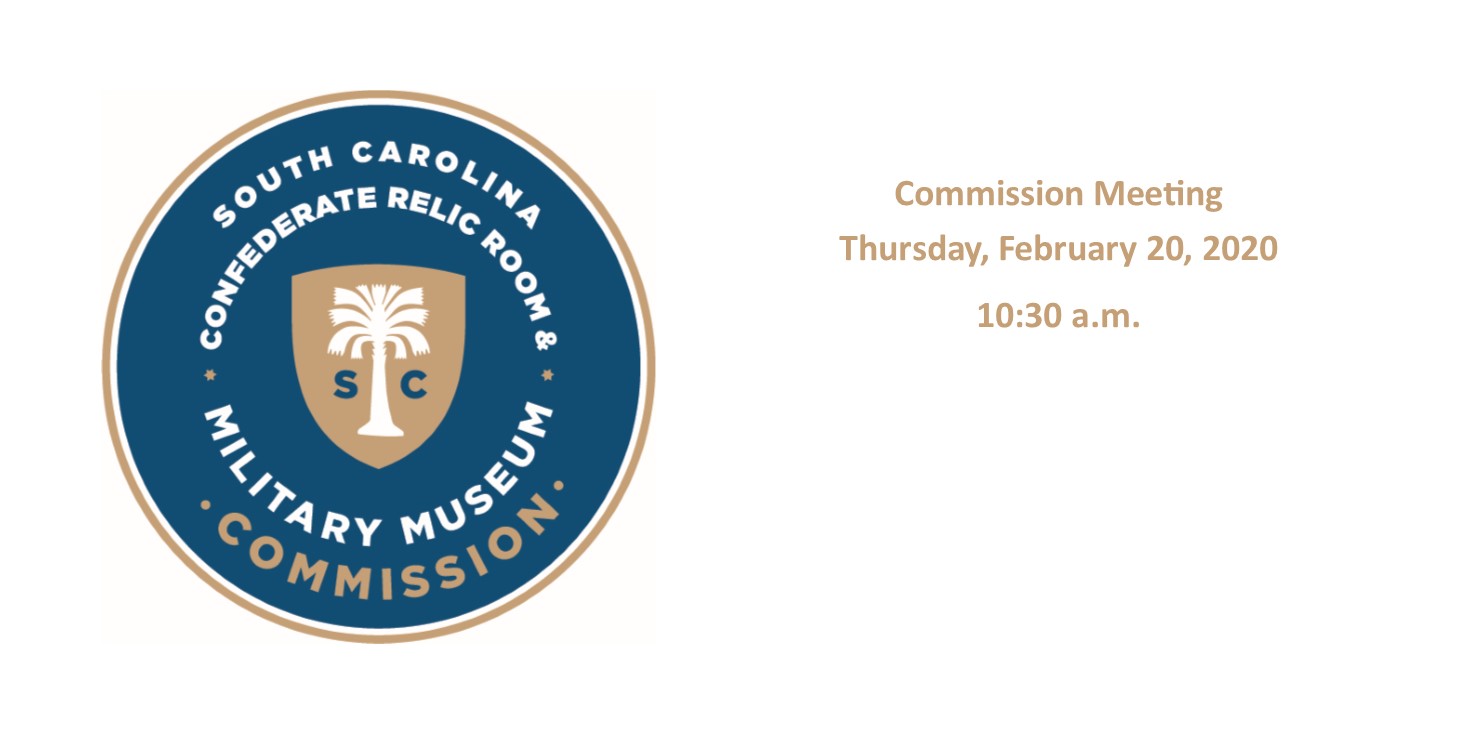 SOUTH CAROLINA
CONFEDERATE RELIC ROOM &
S C
MILITARY MUSEUM
COMMISSION
Commission Meeting
Thursday, February 20, 2020
10:30 a.m.